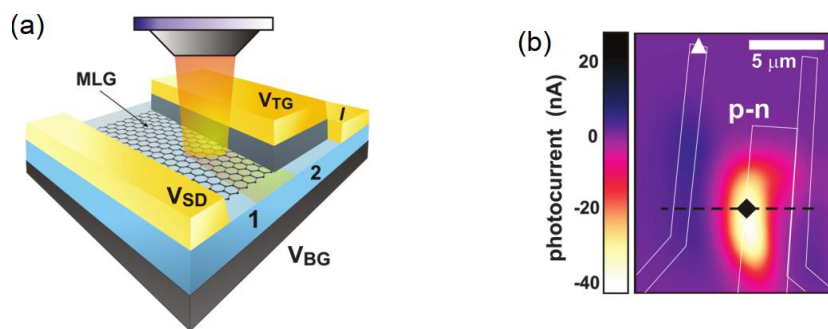 (a)
MLG
V_TG
I
V_SD
1
2
V_BG
(b)
photocurrent (nA)
20
0
-20
-40
5 μm
p-n